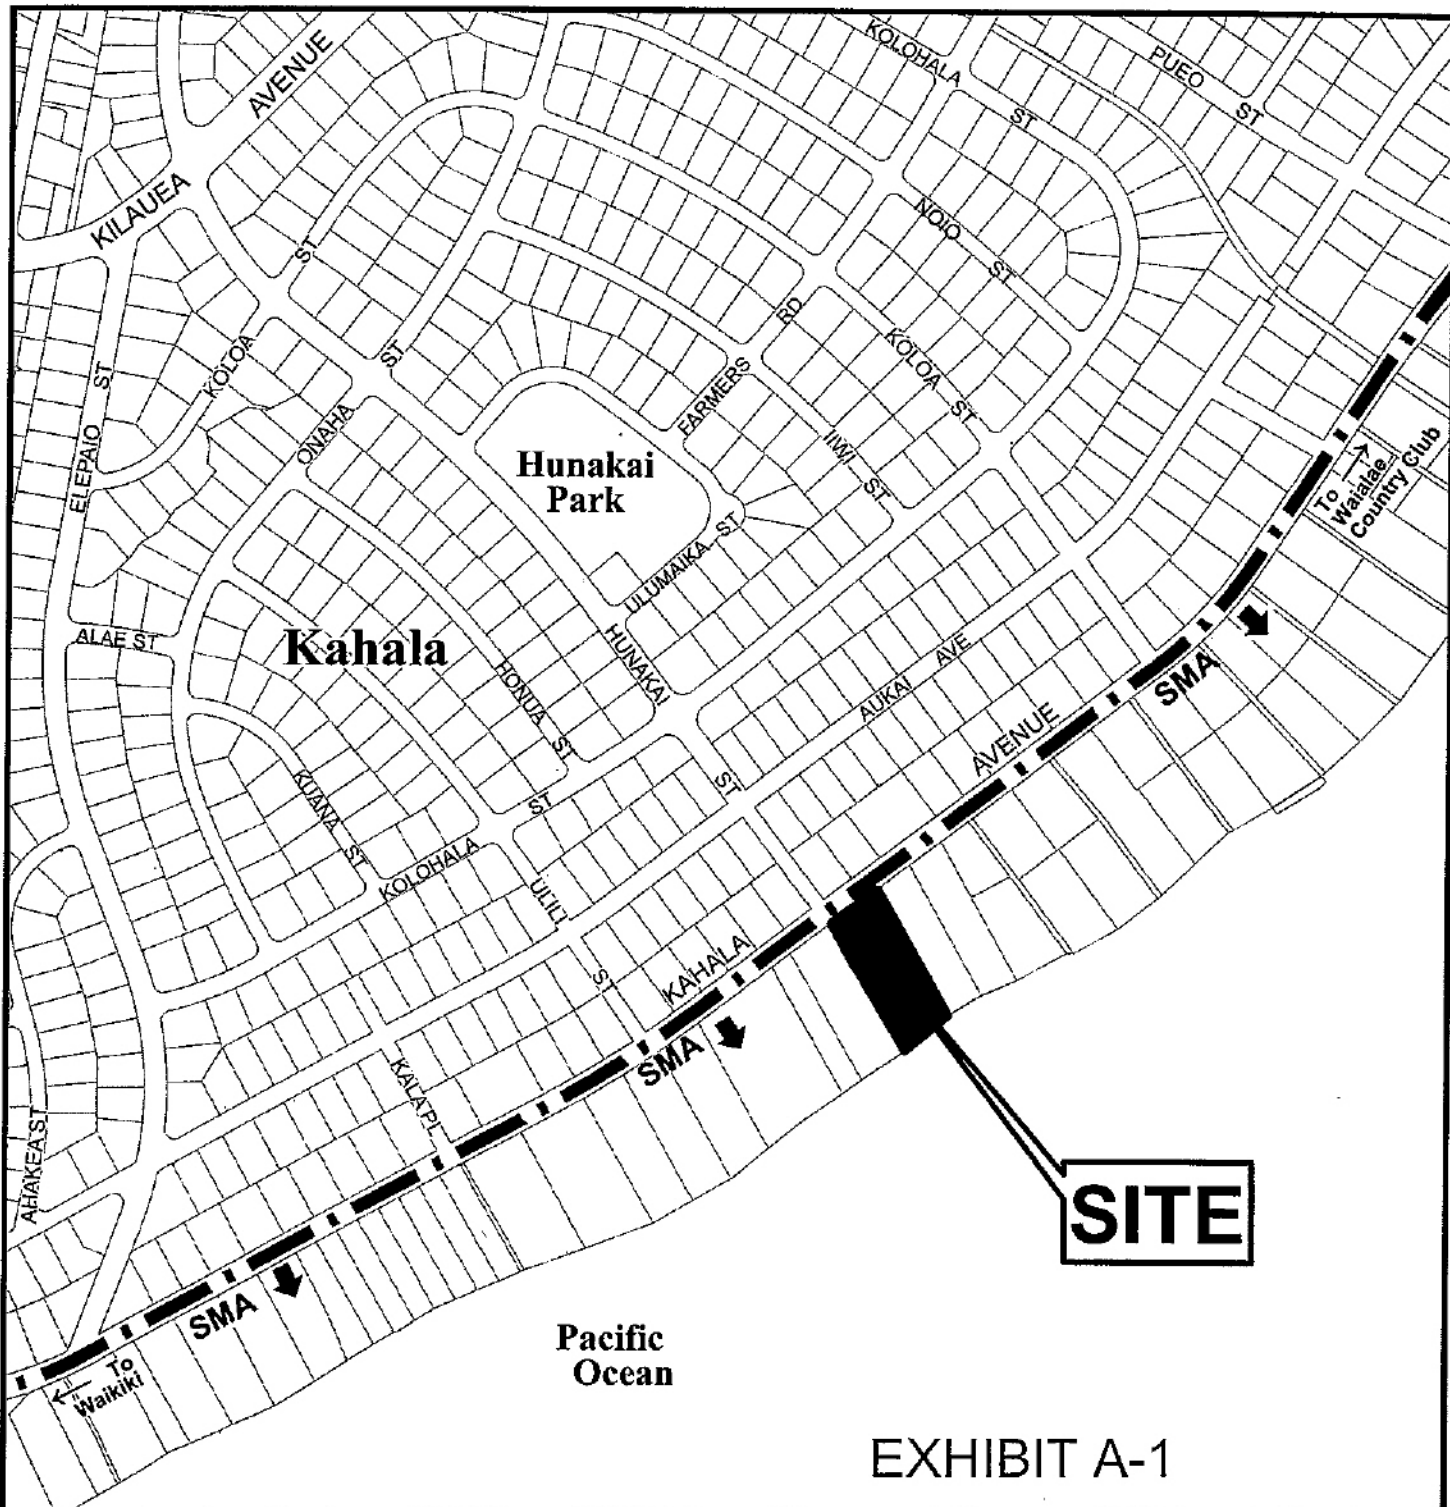 KOLOHALA
ST
PUEO
ST
KILAUEA
AVENUE
NOIO
ST
ST
KOLOA
ST
ELEPAIO
ST
ONAHA
ST
FARMERS
RD
KOLOA
ST
IIWI
ST
Hunakai
Park
ULUMAIKA ST
To
Waialae
Country Club
ALAE ST
Kahala
HONUA
ST
HUNAKAI
ST
AUKAI
AVE
SMA
KUANA
ST
KOLOHALA
ST
ULILI
ST
KAHALA
AVENUE
SMA
KALA PL
AHAKEA ST
SITE
SMA
To
Waikiki
Pacific
Ocean
EXHIBIT A-1